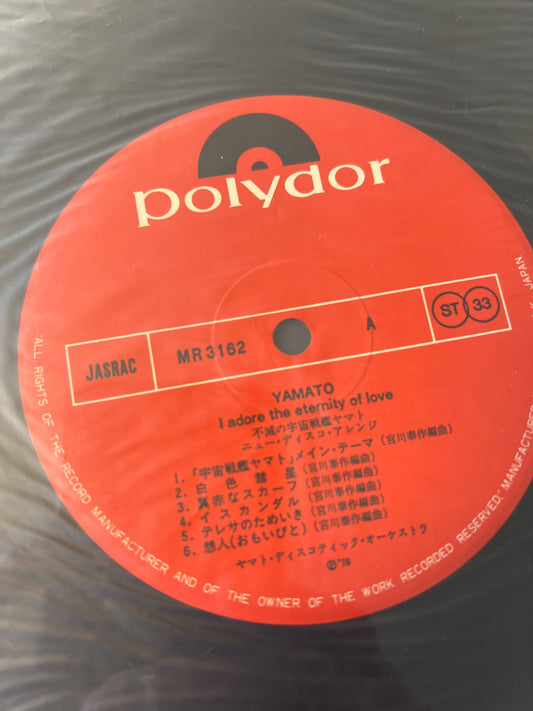 polydor
JASRAC MR 3162 A ST 33
YAMATO
I adore the eternity of love
不滅の宇宙戦艦ヤマト
ニュー・ディスコ・アレンジ
1.「宇宙戦艦ヤマト」メイン・テーマ (宮川泰作編曲)
2. 白色彗星 (宮川泰作編曲)
3. 真赤なスカーフ (宮川泰作編曲)
4. イスカンダル (宮川泰作編曲)
5. テレサのためいき (宮川泰作編曲)
6. 想人(おもいびと) (宮川泰作編曲)
ヤマト・ディスコティック・オーケストラ
Ⓟ'78
ALL RIGHTS OF THE RECORD MANUFACTURER AND OF THE OWNER OF THE WORK RECORDED RESERVED. MANUFACTURER JAPAN